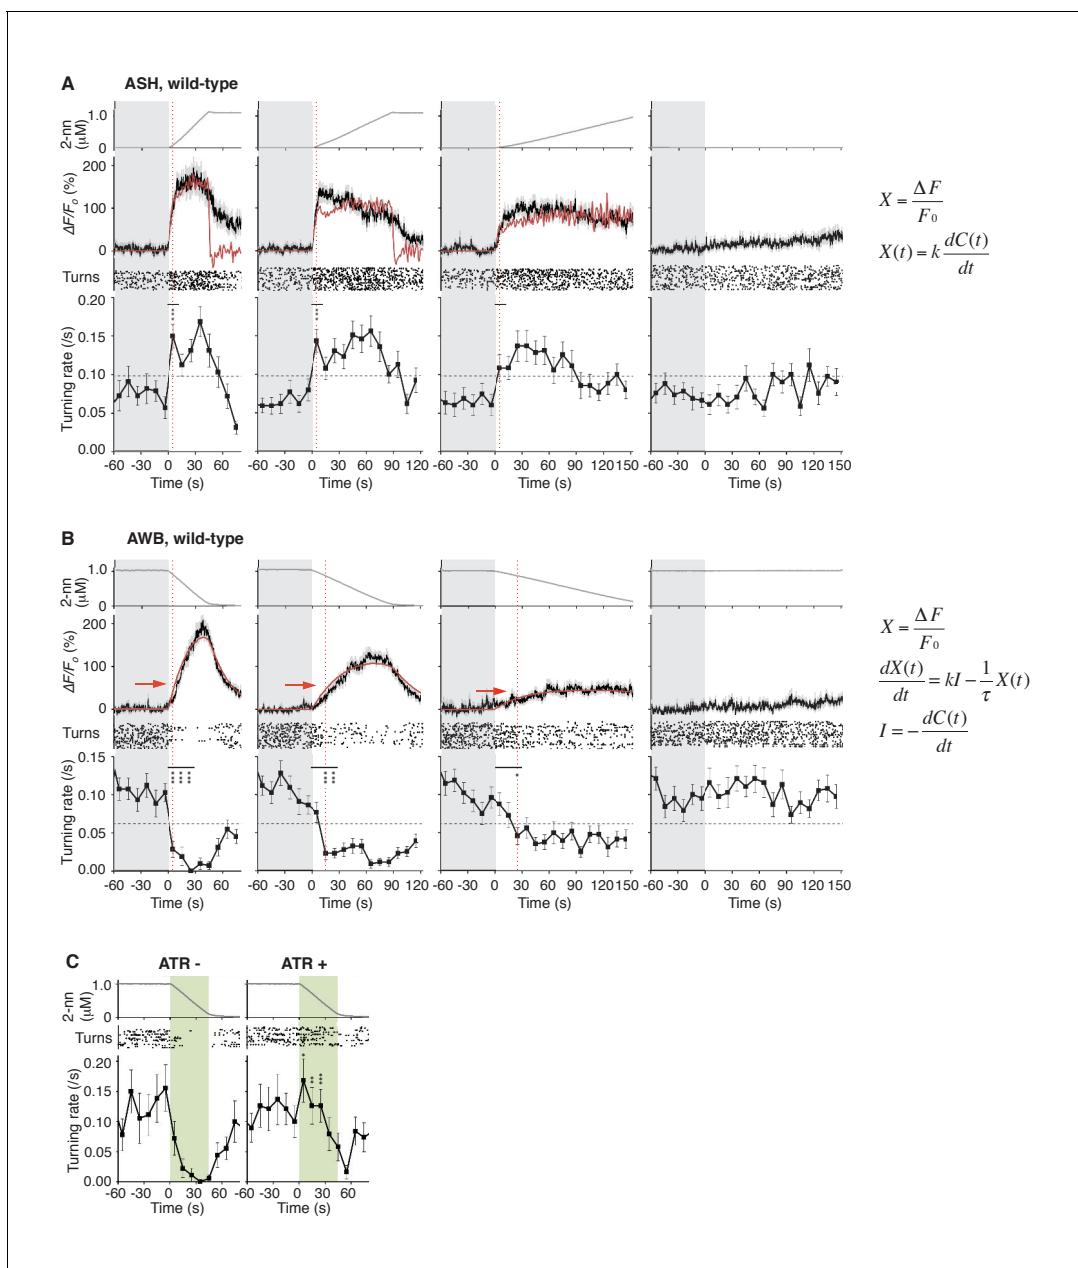 A ASH, wild-type
2-nn (μM)
1.0
0
ΔF/Fo (%)
200
100
0
X = ΔF/F0
X(t) = k dC(t)/dt
Turns
Turning rate (/s)
0.20
0.15
0.10
0.05
0.00
-60 -30 0 30 60
-60 -30 0 30 60 90 120
-60 -30 0 30 60 90 120 150
-60 -30 0 30 60 90 120 150
Time (s) Time (s) Time (s) Time (s)
B AWB, wild-type
2-nn (μM)
1.0
0
ΔF/Fo (%)
200
100
0
X = ΔF/F0
dX(t)/dt = kI - 1/τ X(t)
I = - dC(t)/dt
Turns
Turning rate (/s)
0.15
0.10
0.05
0.00
-60 -30 0 30 60
-60 -30 0 30 60 90 120
-60 -30 0 30 60 90 120 150
-60 -30 0 30 60 90 120 150
Time (s) Time (s) Time (s) Time (s)
C ATR - ATR +
2-nn (μM)
1.0
0
Turns
Turning rate (/s)
0.20
0.15
0.10
0.05
0.00
-60 -30 0 30 60
-60 -30 0 30 60
Time (s) Time (s)